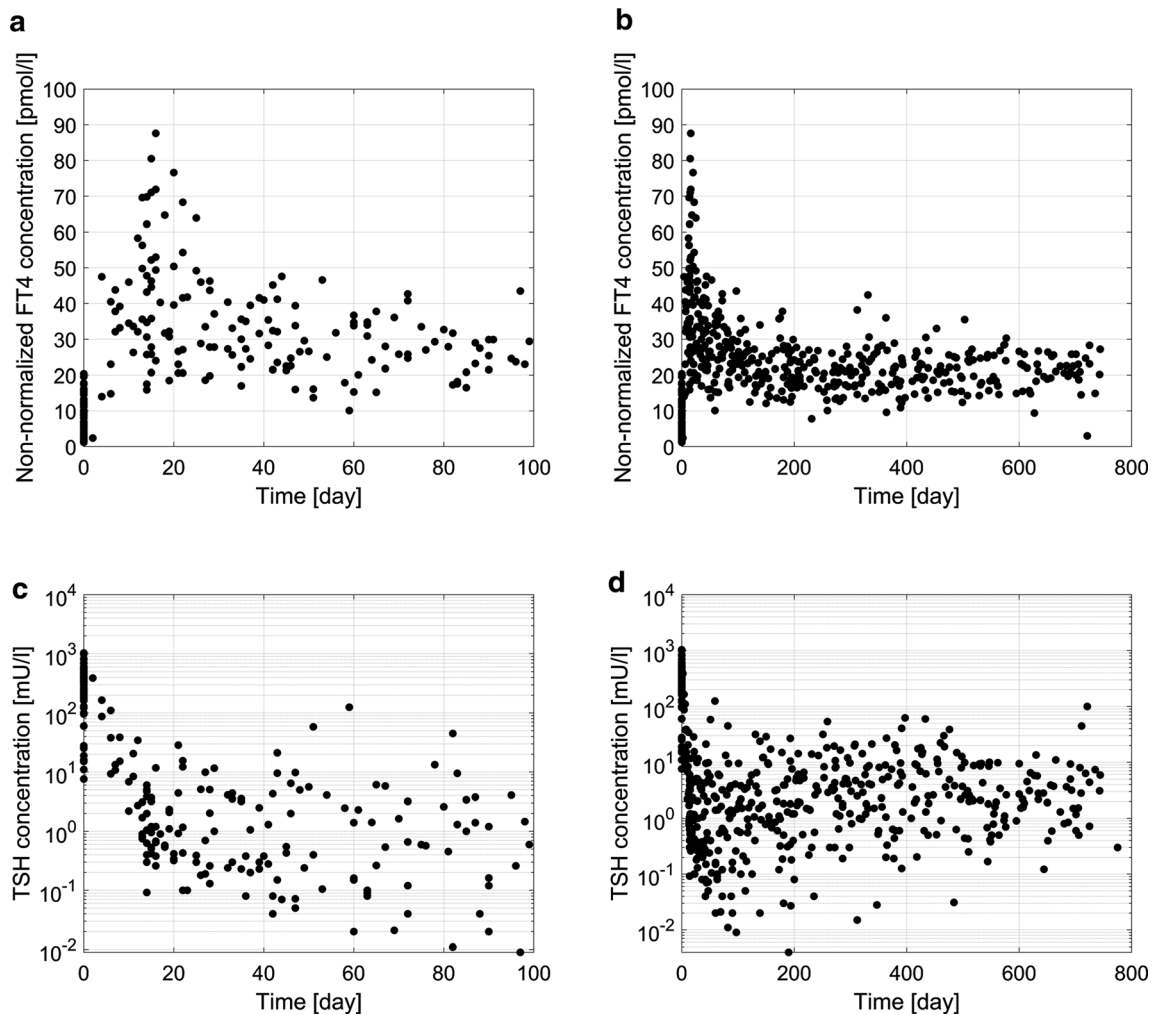 a
Non-normalized FT4 concentration [pmol/l]
100
90
80
70
60
50
40
30
20
10
0
0 20 40 60 80 100
Time [day]
b
Non-normalized FT4 concentration [pmol/l]
100
90
80
70
60
50
40
30
20
10
0
0 200 400 600 800
Time [day]
c
TSH concentration [mU/l]
10^4
10^3
10^2
10^1
10^0
10^-1
10^-2
0 20 40 60 80 100
Time [day]
d
TSH concentration [mU/l]
10^4
10^3
10^2
10^1
10^0
10^-1
10^-2
0 200 400 600 800
Time [day]